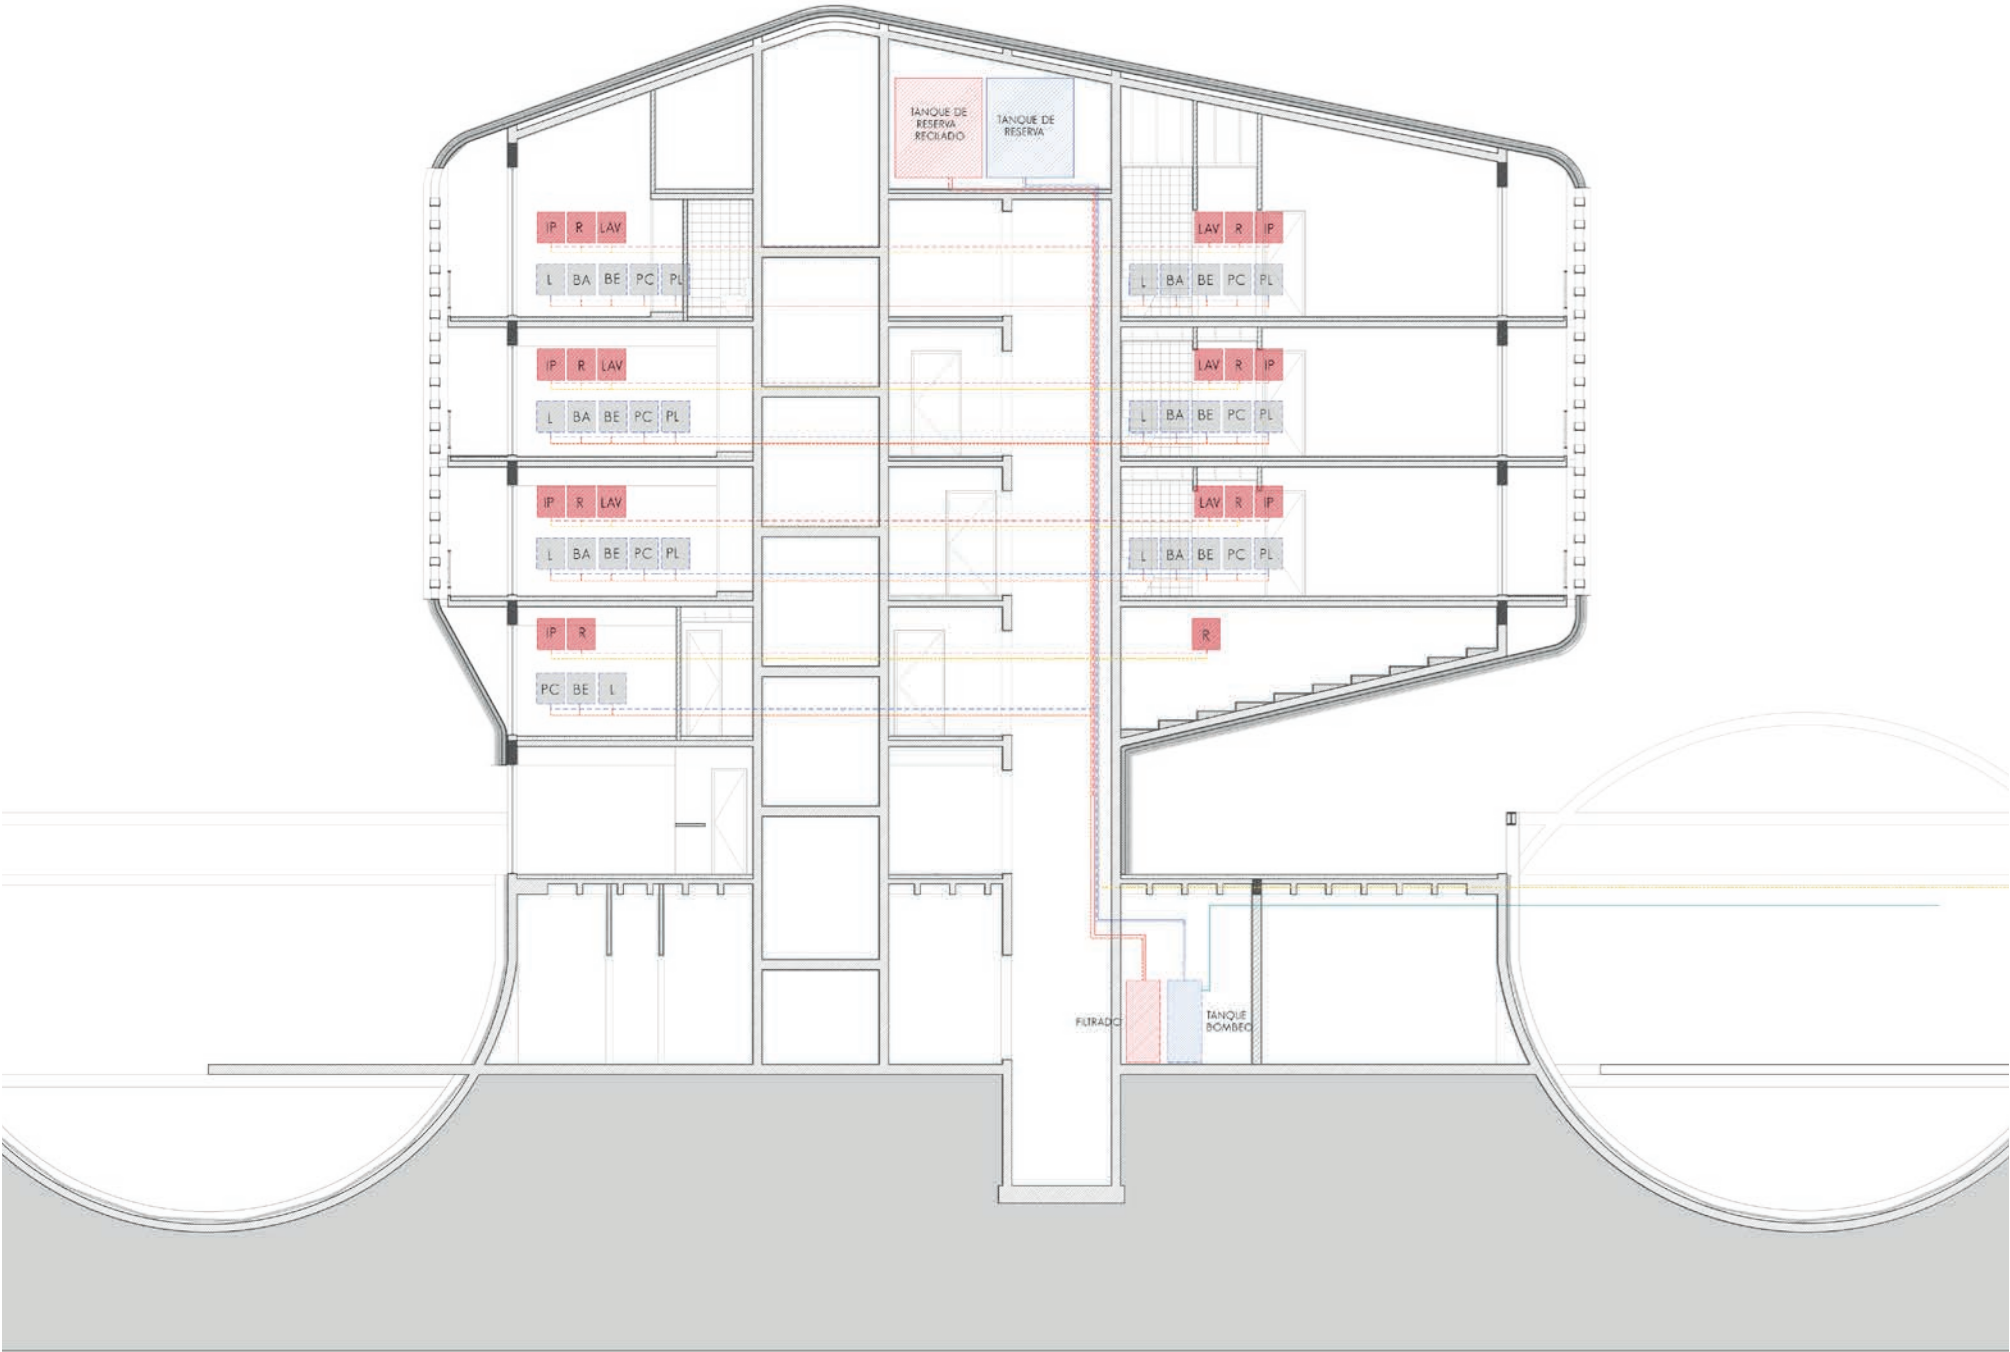 TANQUE DE
RESERVA
RECILADO
TANQUE DE
RESERVA
IP R LAV
LAV R IP
L BA BE PC PL
L BA BE PC PL
IP R LAV
LAV R IP
L BA BE PC PL
L BA BE PC PL
IP R LAV
LAV R IP
L BA BE PC PL
L BA BE PC PL
IP R
R
PC BE L
FILTRADO
TANQUE
BOMBEO